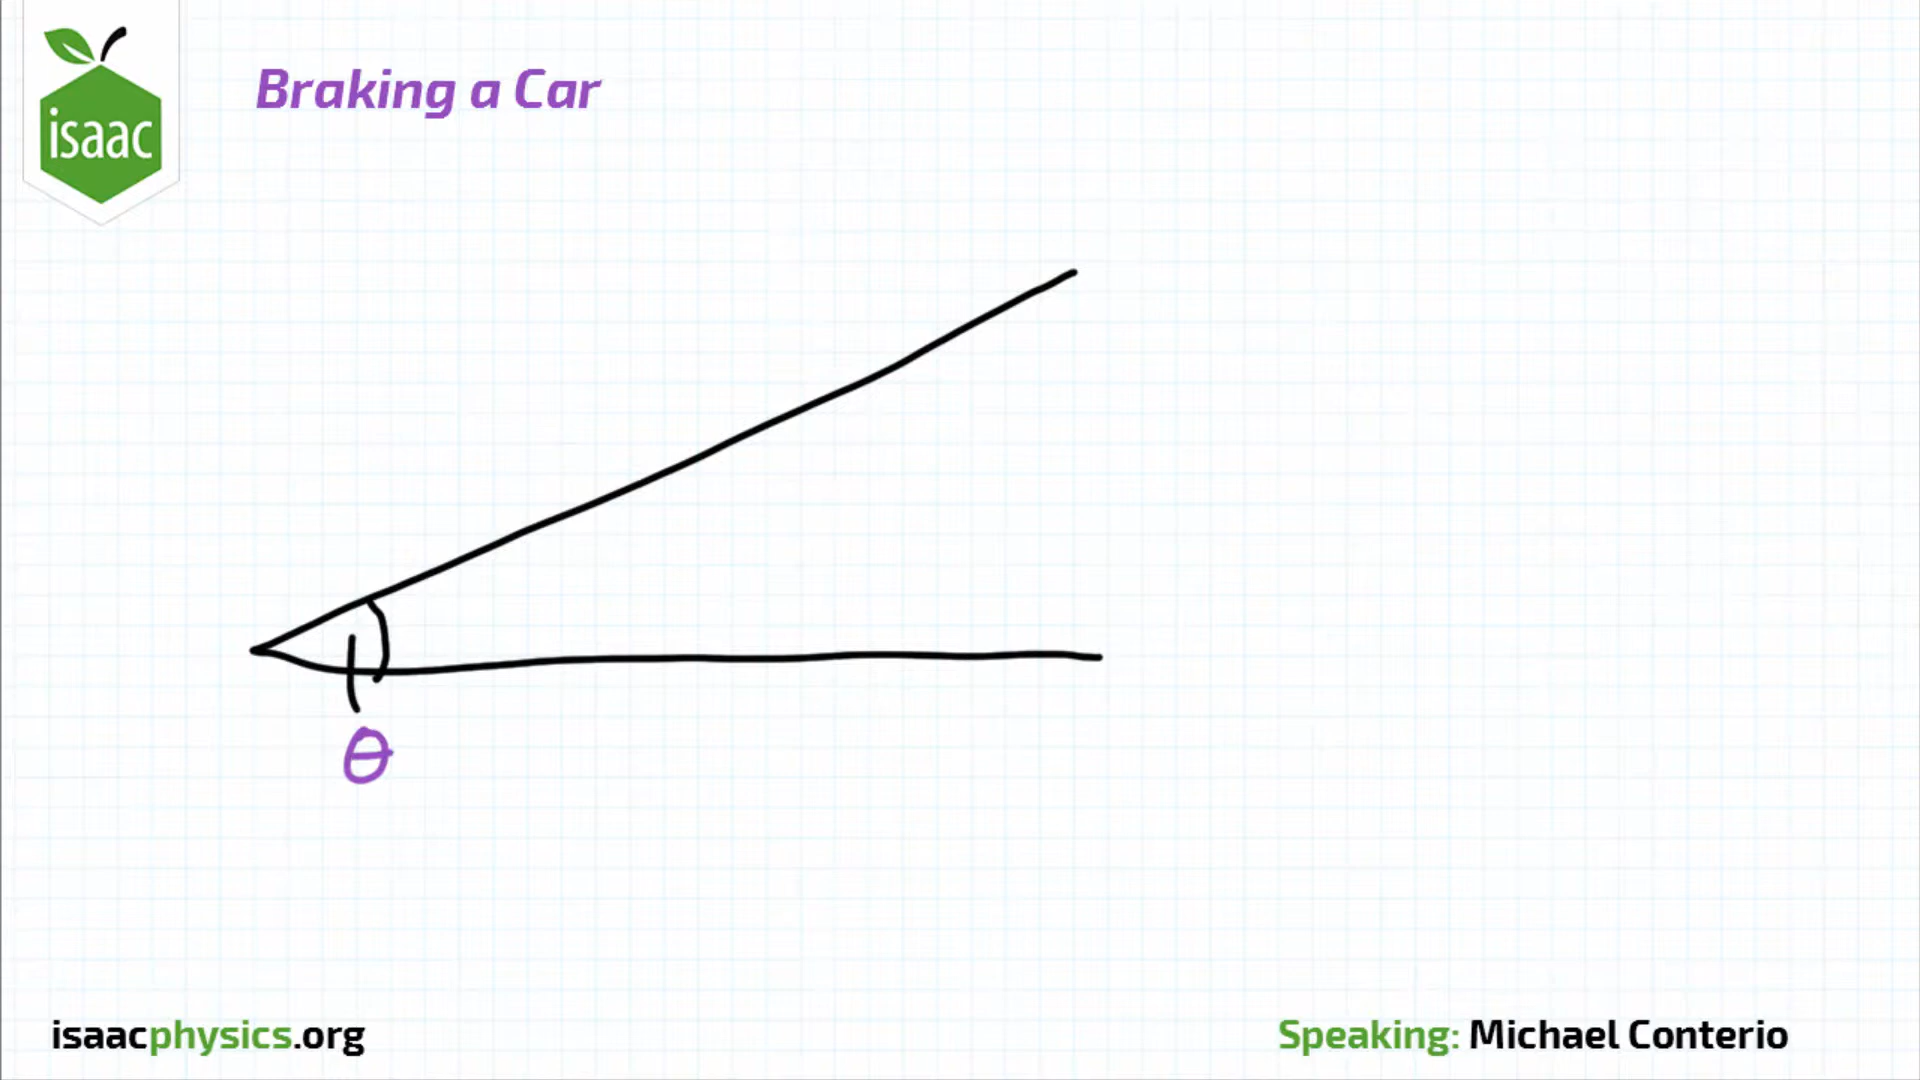 isaac
Braking a Car
θ
isaacphysics.org
Speaking: Michael Conterio